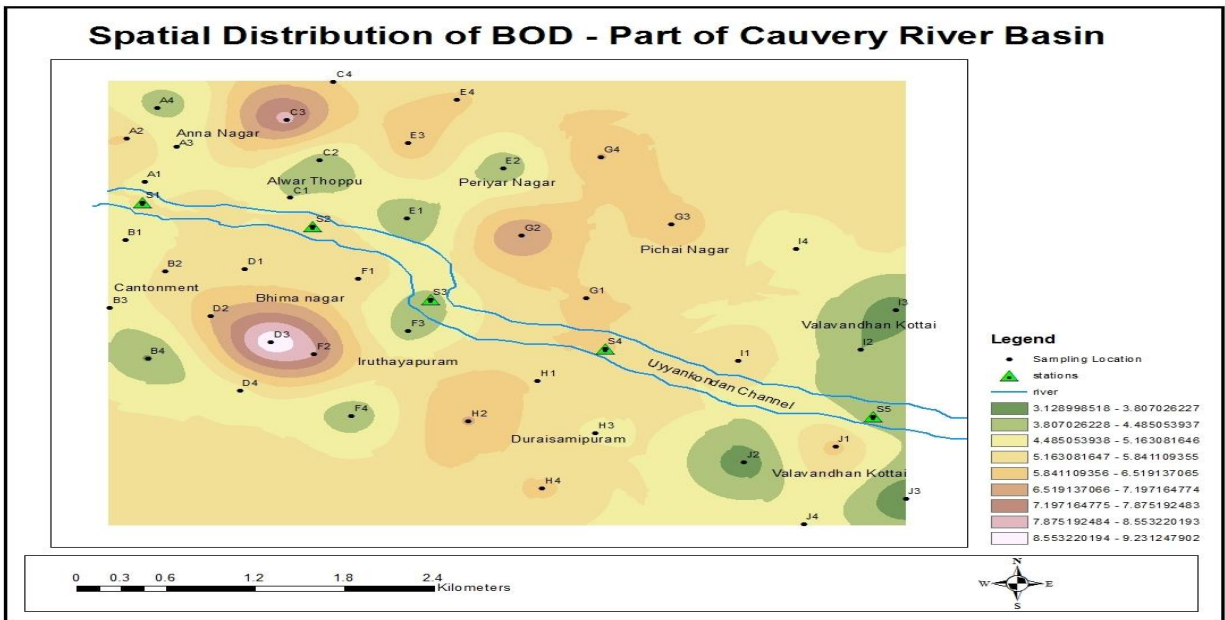 Spatial Distribution of BOD - Part of Cauvery River Basin
C4
A4
E4
C3
A2
Anna Nagar
A3
E3
C2
G4
E2
A1
Alwar Thoppu
Periyar Nagar
C1
S1
E1
S2
G3
G2
B1
Pichai Nagar
I4
B2
D1
F1
Cantonment
B3
Bhima nagar
S3
G1
I3
D2
F3
Valavandhan Kottai
D3
F2
S4
I2
B4
Iruthayapuram
I1
Uyyankondan Channel
D4
H1
F4
H2
S5
H3
Duraisamipuram
J1
J2
Valavandhan Kottai
H4
J3
J4
Legend
Sampling Location
stations
river
3.128998518 - 3.807026227
3.807026228 - 4.485053937
4.485053938 - 5.163081646
5.163081647 - 5.841109355
5.841109356 - 6.519137065
6.519137066 - 7.197164774
7.197164775 - 7.875192483
7.875192484 - 8.553220193
8.553220194 - 9.231247902
0 0.3 0.6 1.2 1.8 2.4
Kilometers
N
W E
S